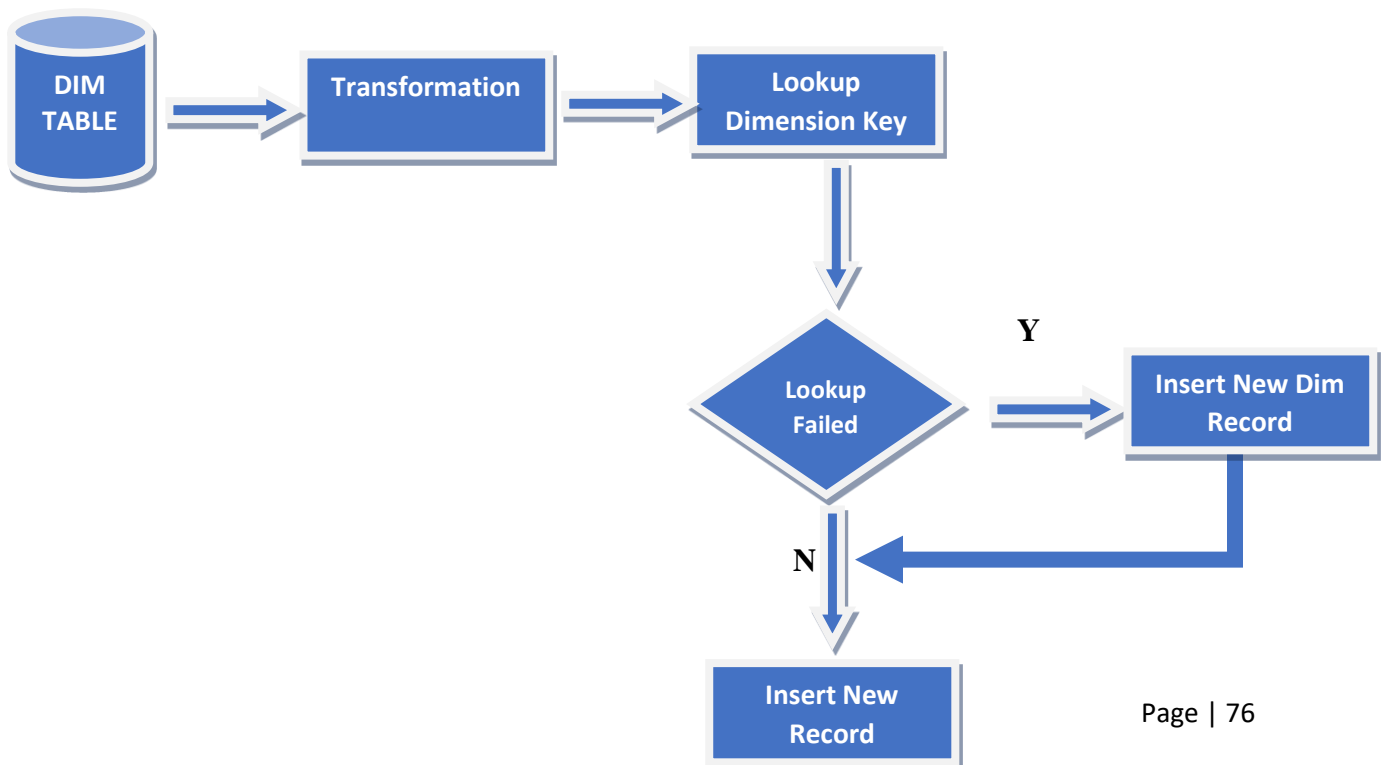 DIM
TABLE
Transformation
Lookup
Dimension Key
Lookup
Failed
Y
Insert New Dim
Record
N
Insert New
Record
Page | 76